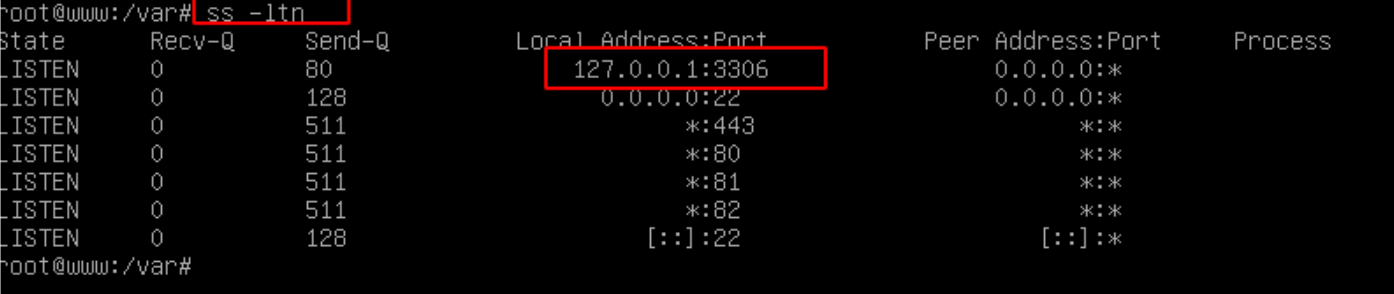 root@www:/var# ss -ltn
State Recv-Q Send-Q Local Address:Port Peer Address:Port Process
LISTEN 0 80 127.0.0.1:3306 0.0.0.0:*
LISTEN 0 128 0.0.0.0:22 0.0.0.0:*
LISTEN 0 511 *:443 *:*
LISTEN 0 511 *:80 *:*
LISTEN 0 511 *:81 *:*
LISTEN 0 511 *:82 *:*
LISTEN 0 128 [::]:22 [::]:*
root@www:/var#